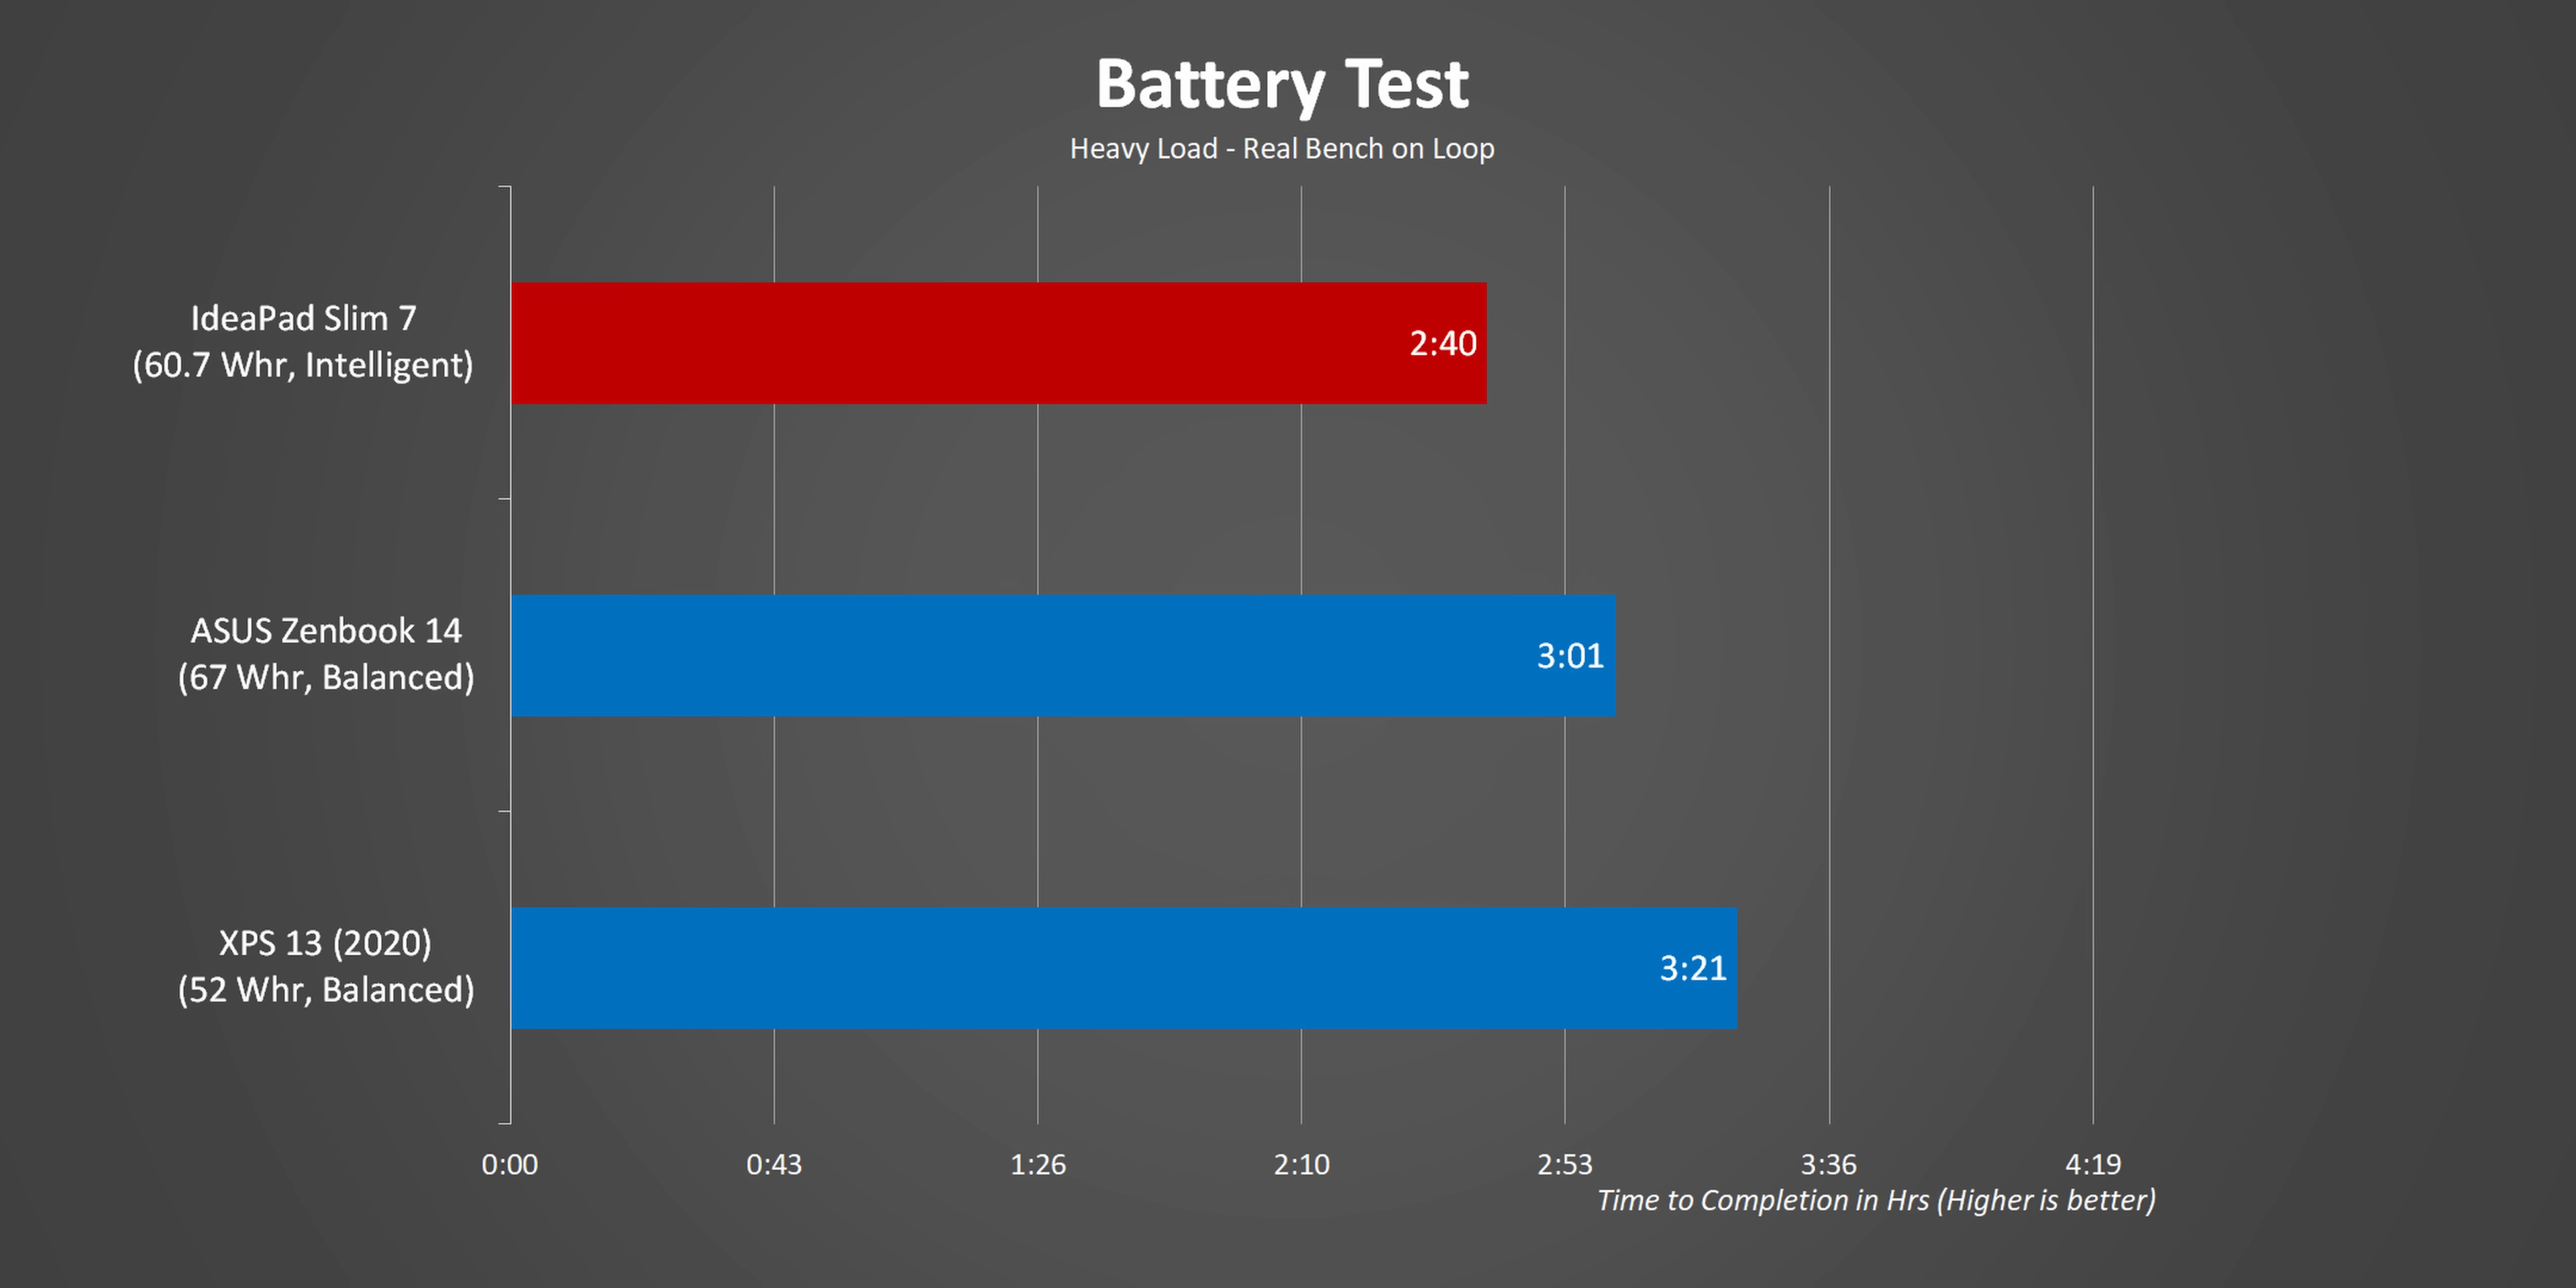 Battery Test
Heavy Load - Real Bench on Loop
IdeaPad Slim 7
(60.7 Whr, Intelligent)
2:40
ASUS Zenbook 14
(67 Whr, Balanced)
3:01
XPS 13 (2020)
(52 Whr, Balanced)
3:21
0:00 0:43 1:26 2:10 2:53 3:36 4:19
Time to Completion in Hrs (Higher is better)